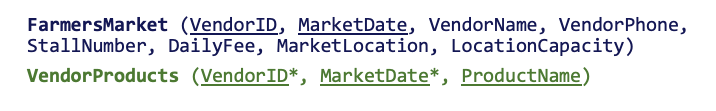 FarmersMarket (VendorID, MarketDate, VendorName, VendorPhone,
StallNumber, DailyFee, MarketLocation, LocationCapacity)
VendorProducts (VendorID*, MarketDate*, ProductName)